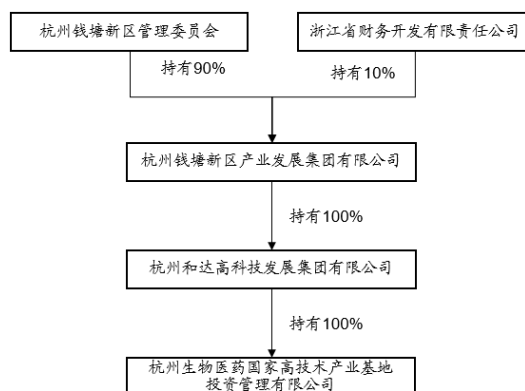 杭州钱塘新区管理委员会
浙江省财务开发有限责任公司
持有90%
持有10%
杭州钱塘新区产业发展集团有限公司
持有100%
杭州和达高科技发展集团有限公司
持有100%
杭州生物医药国家高技术产业基地
投资管理有限公司